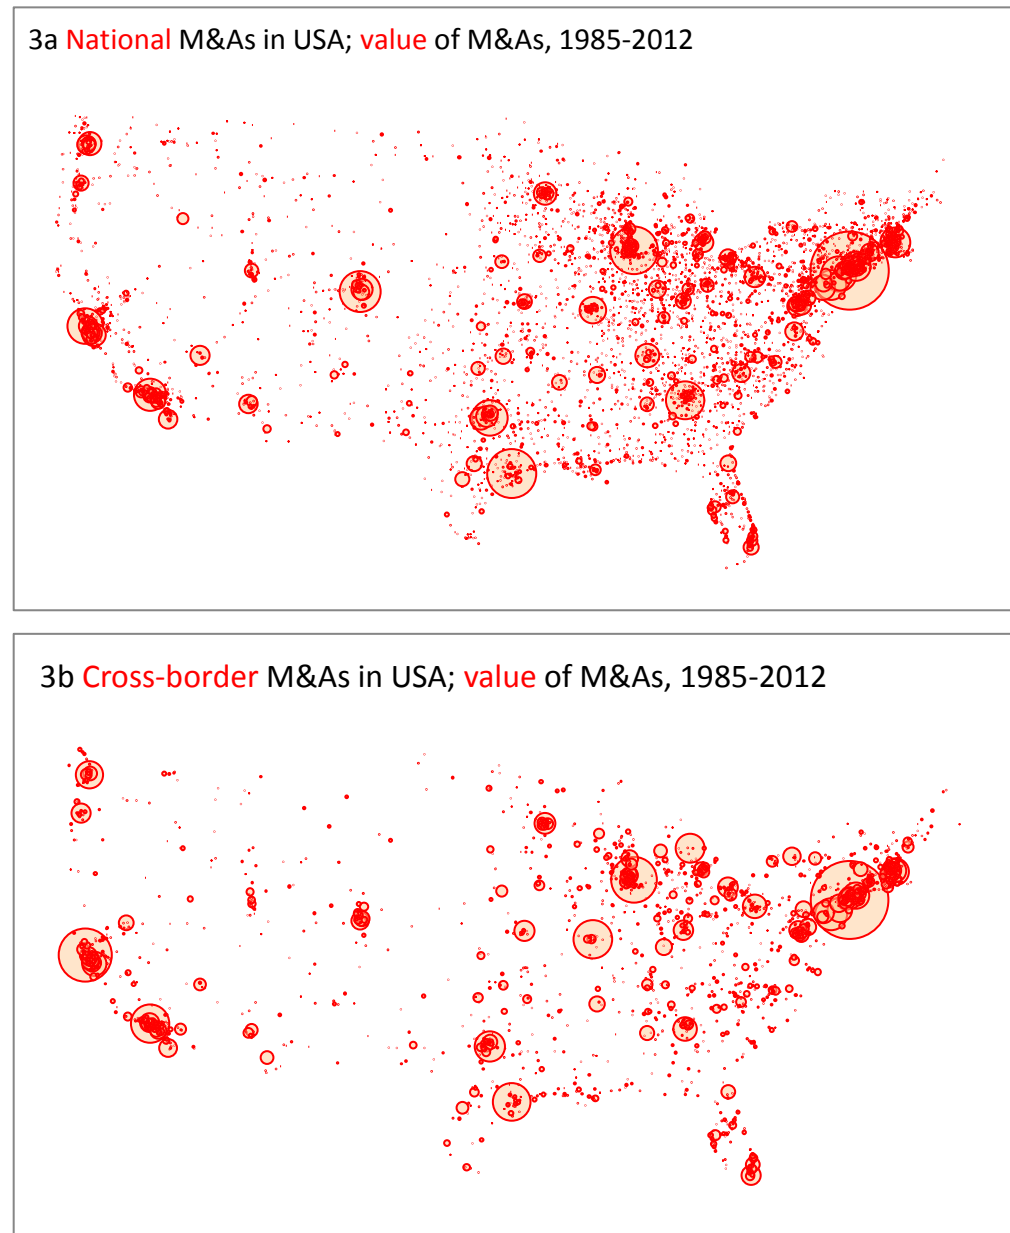 3a National M&As in USA; value of M&As, 1985-2012
3b Cross-border M&As in USA; value of M&As, 1985-2012